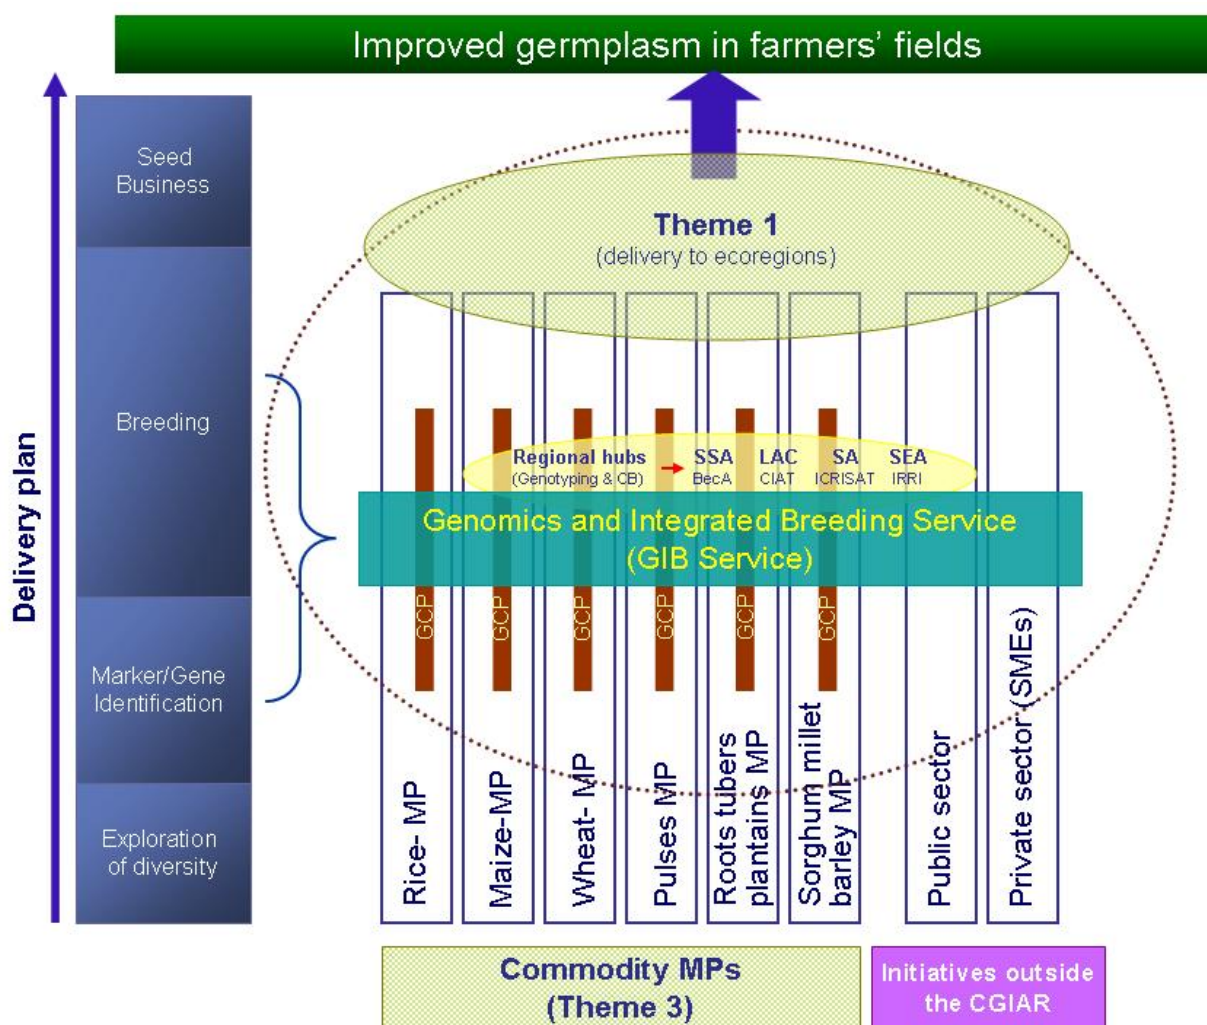 Improved germplasm in farmers' fields
Delivery plan
Seed
Business
Breeding
Marker/Gene
Identification
Exploration
of diversity
Theme 1
(delivery to ecoregions)
Regional hubs
(Genotyping & CB)
SSA
BecA
LAC
CIAT
SA
ICRISAT
SEA
IRRI
Genomics and Integrated Breeding Service
(GIB Service)
GCP
GCP
GCP
GCP
GCP
GCP
Rice- MP
Maize-MP
Wheat- MP
Pulses MP
Roots tubers
plantains MP
Sorghum millet
barley MP
Public sector
Private sector (SMEs)
Commodity MPs
(Theme 3)
Initiatives outside
the CGIAR